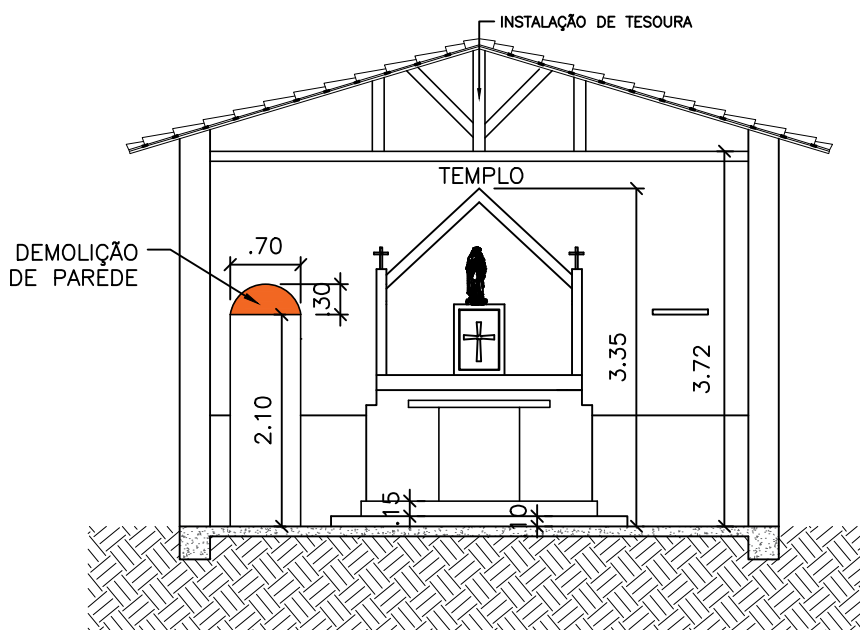 INSTALAÇÃO DE TESOURA
TEMPLO
DEMOLIÇÃO
DE PAREDE
.70
.30
2.10
3.35
3.72
.15
.10